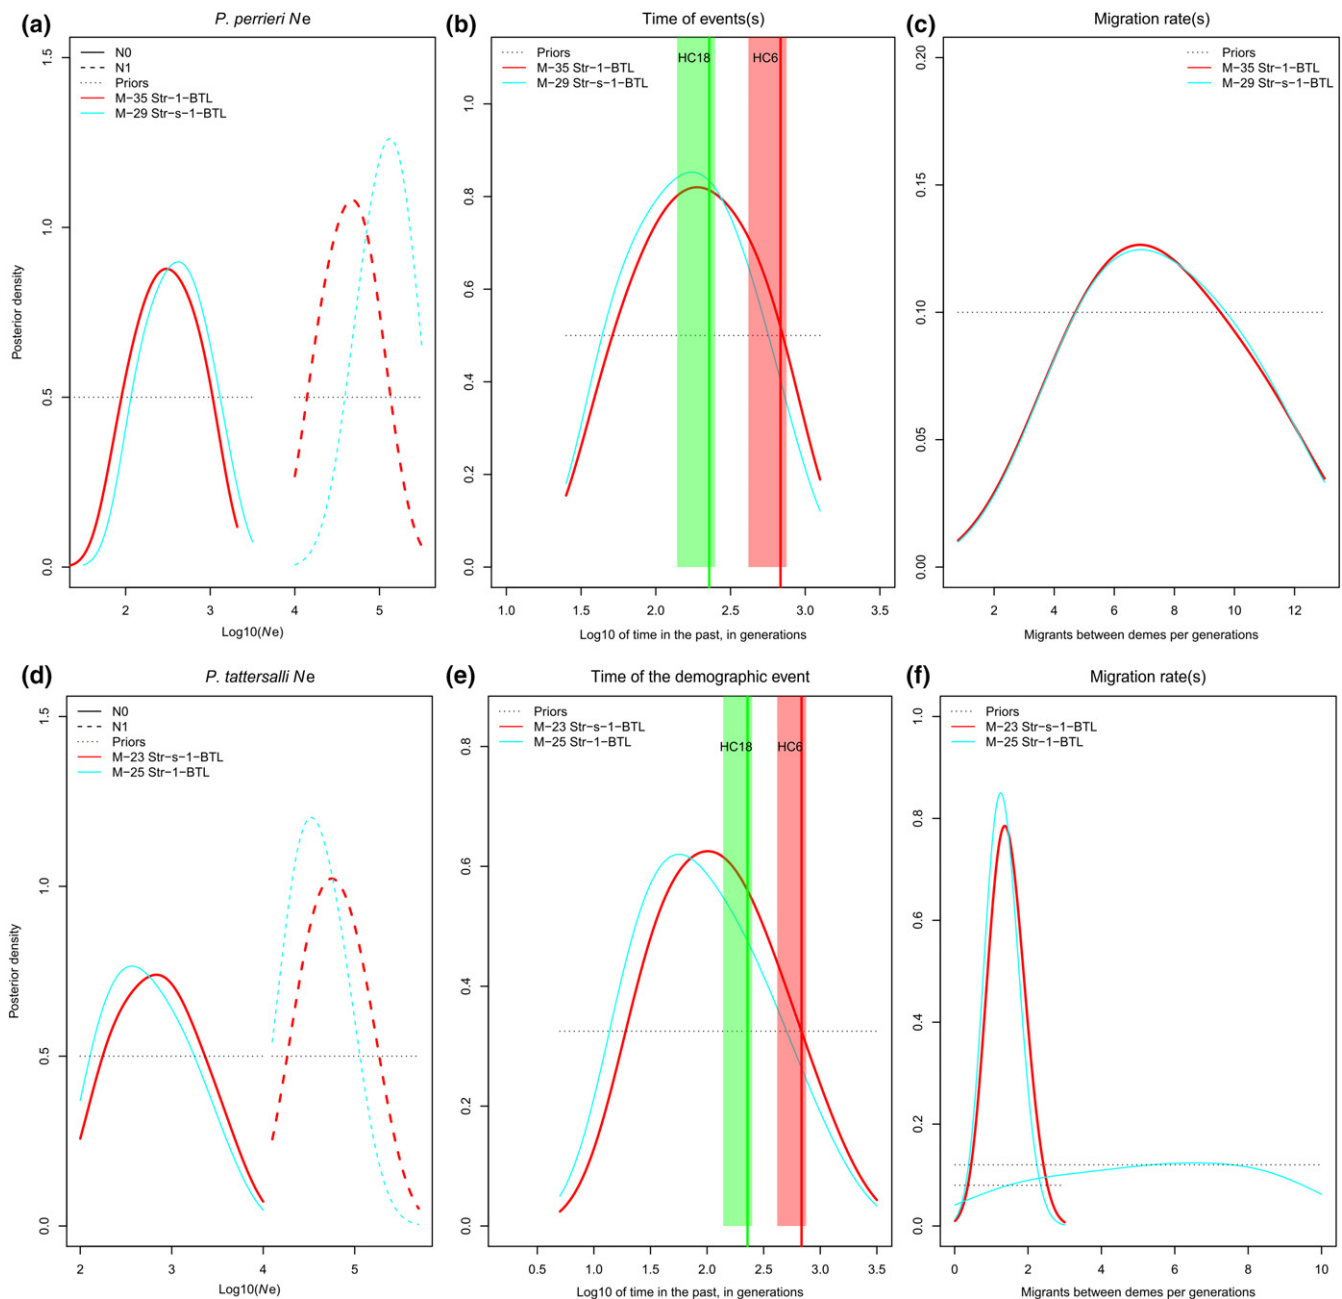 (a)
P. perrieri Ne
N0
N1
Priors
M−35 Str−1−BTL
M−29 Str−s−1−BTL
Posterior density
0.0
0.5
1.0
1.5
2
3
4
5
Log10(Ne)
(b)
Time of events(s)
Priors
M−35 Str−1−BTL
M−29 Str−s−1−BTL
HC18
HC6
0.0
0.2
0.4
0.6
0.8
1.0
1.0
1.5
2.0
2.5
3.0
3.5
Log10 of time in the past, in generations
(c)
Migration rate(s)
Priors
M−35 Str−1−BTL
M−29 Str−s−1−BTL
0.00
0.05
0.10
0.15
0.20
2
4
6
8
10
12
Migrants between demes per generations
(d)
P. tattersalli Ne
N0
N1
Priors
M−23 Str−s−1−BTL
M−25 Str−1−BTL
Posterior density
0.0
0.5
1.0
1.5
2
3
4
5
Log10(Ne)
(e)
Time of the demographic event
Priors
M−23 Str−s−1−BTL
M−25 Str−1−BTL
HC18
HC6
0.0
0.2
0.4
0.6
0.8
0.5
1.0
1.5
2.0
2.5
3.0
3.5
Log10 of time in the past, in generations
(f)
Migration rate(s)
Priors
M−23 Str−s−1−BTL
M−25 Str−1−BTL
0.0
0.2
0.4
0.6
0.8
1.0
0
2
4
6
8
10
Migrants between demes per generations